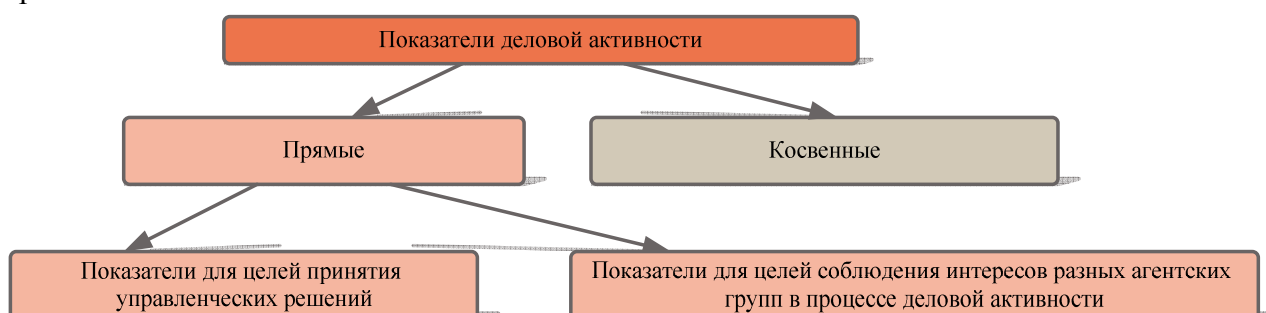 Показатели деловой активности
Прямые
Косвенные
Показатели для целей принятия
управленческих решений
Показатели для целей соблюдения интересов разных агентских
групп в процессе деловой активности